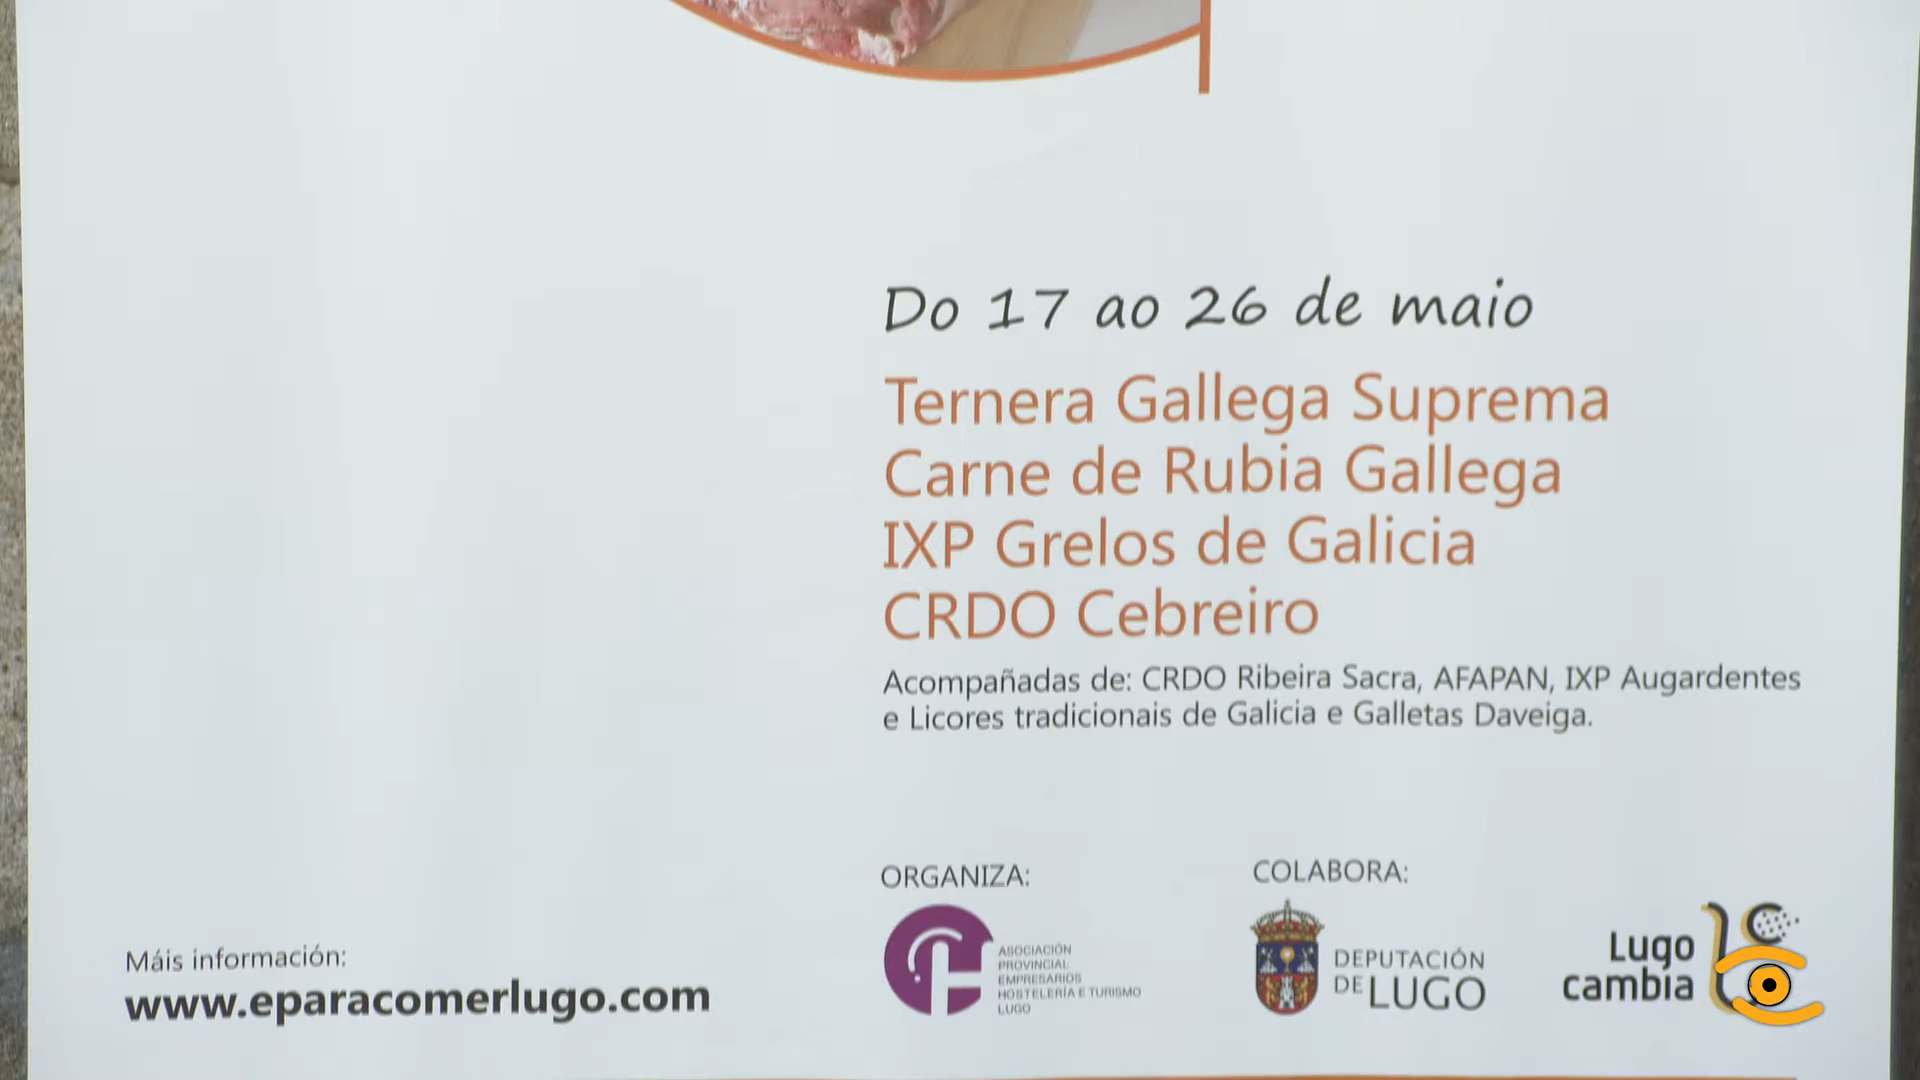 Do 17 ao 26 de maio
Ternera Gallega Suprema
Carne de Rubia Gallega
IXP Grelos de Galicia
CRDO Cebreiro
Acompañadas de: CRDO Ribeira Sacra, AFAPAN, IXP Augardentes
e Licores tradicionais de Galicia e Galletas Daveiga.
Máis información:
www.eparacomerlugo.com
ORGANIZA:
ASOCIACIÓN
PROVINCIAL
EMPRESARIOS
HOSTELERÍA E TURISMO
LUGO
COLABORA:
DEPUTACIÓN
DE LUGO
Lugo
cambia